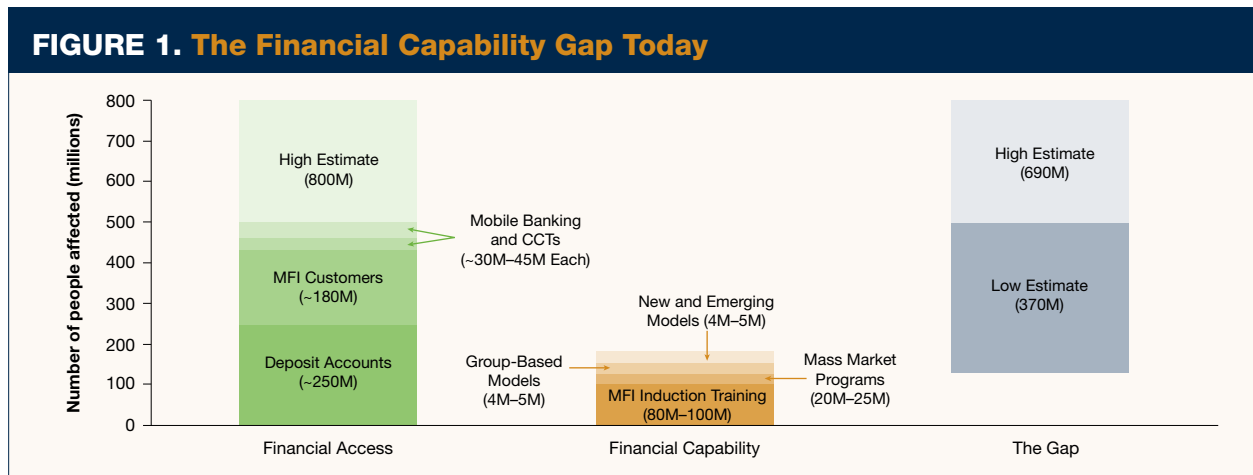 FIGURE 1. The Financial Capability Gap Today
Number of people affected (millions)
800
700
600
500
400
300
200
100
0
High Estimate
(800M)
Mobile Banking
and CCTs
(~30M–45M Each)
MFI Customers
(~180M)
Deposit Accounts
(~250M)
Financial Access
New and Emerging
Models (4M–5M)
Group-Based
Models
(4M–5M)
Mass Market
Programs
(20M–25M)
MFI Induction Training
(80M–100M)
Financial Capability
High Estimate
(690M)
Low Estimate
(370M)
The Gap